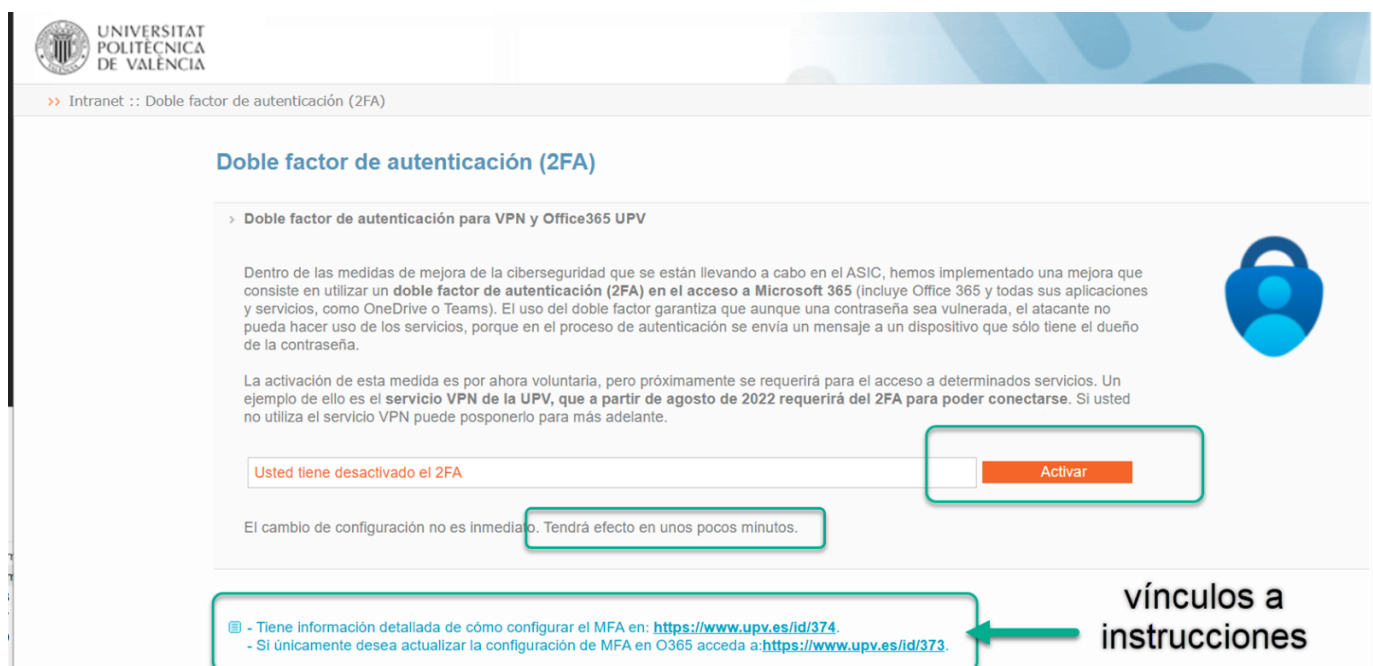 UNIVERSITAT
POLITÈCNICA
DE VALÈNCIA
>> Intranet :: Doble factor de autenticación (2FA)
Doble factor de autenticación (2FA)
› Doble factor de autenticación para VPN y Office365 UPV
Dentro de las medidas de mejora de la ciberseguridad que se están llevando a cabo en el ASIC, hemos implementado una mejora que
consiste en utilizar un doble factor de autenticación (2FA) en el acceso a Microsoft 365 (incluye Office 365 y todas sus aplicaciones
y servicios, como OneDrive o Teams). El uso del doble factor garantiza que aunque una contraseña sea vulnerada, el atacante no
pueda hacer uso de los servicios, porque en el proceso de autenticación se envía un mensaje a un dispositivo que sólo tiene el dueño
de la contraseña.
La activación de esta medida es por ahora voluntaria, pero próximamente se requerirá para el acceso a determinados servicios. Un
ejemplo de ello es el servicio VPN de la UPV, que a partir de agosto de 2022 requerirá del 2FA para poder conectarse. Si usted
no utiliza el servicio VPN puede posponerlo para más adelante.
Usted tiene desactivado el 2FA
Activar
El cambio de configuración no es inmediato. Tendrá efecto en unos pocos minutos.
- Tiene información detallada de cómo configurar el MFA en: https://www.upv.es/id/374.
- Si únicamente desea actualizar la configuración de MFA en O365 acceda a:https://www.upv.es/id/373.
vínculos a
instrucciones